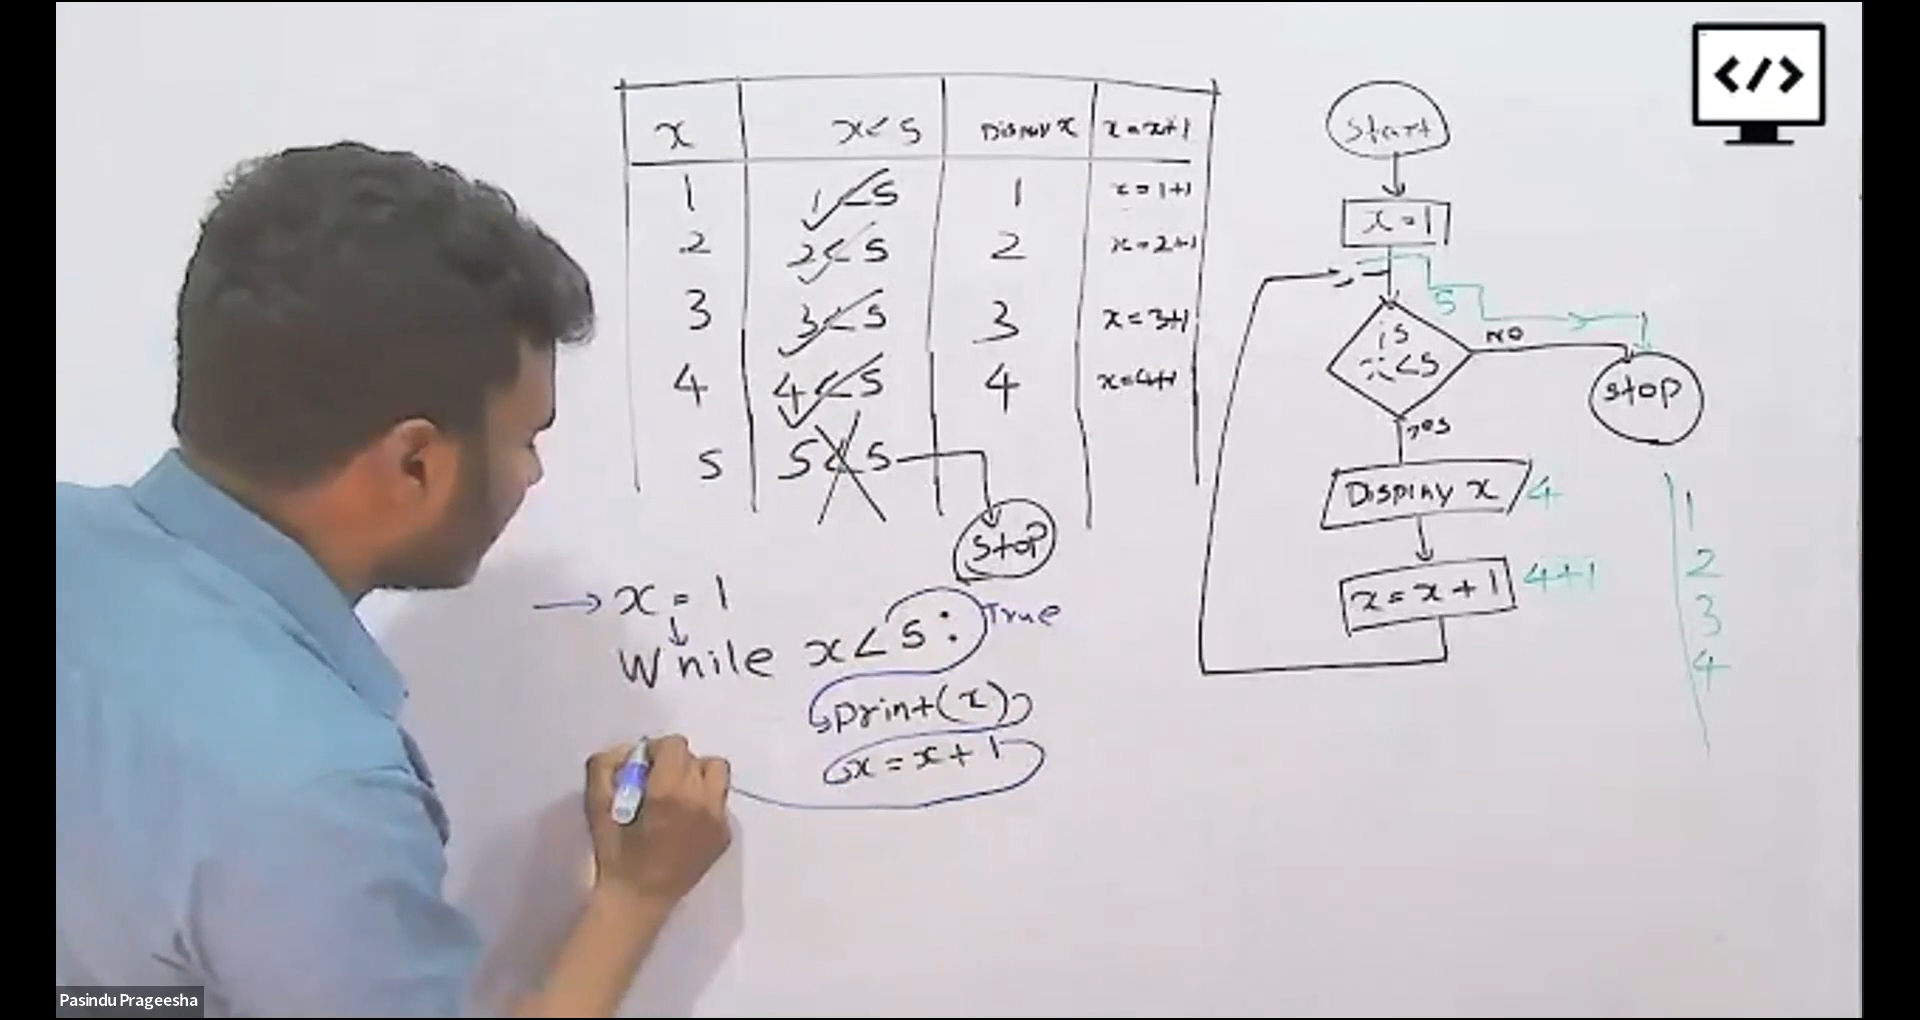 </>
x x<5 Display x x=x+1
1 1<5 1 x=1+1
2 2<5 2 x=2+1
3 3<5 3 x=3+1
4 4<5 4 x=4+1
5 5<5
stop
→ x = 1
While x<5: True
print(x)
x=x+1
Start
x=1
5
is
x<5
NO
stop
Yes
Display x 4
x=x+1 4+1
1
2
3
4
Pasindu Prageesha